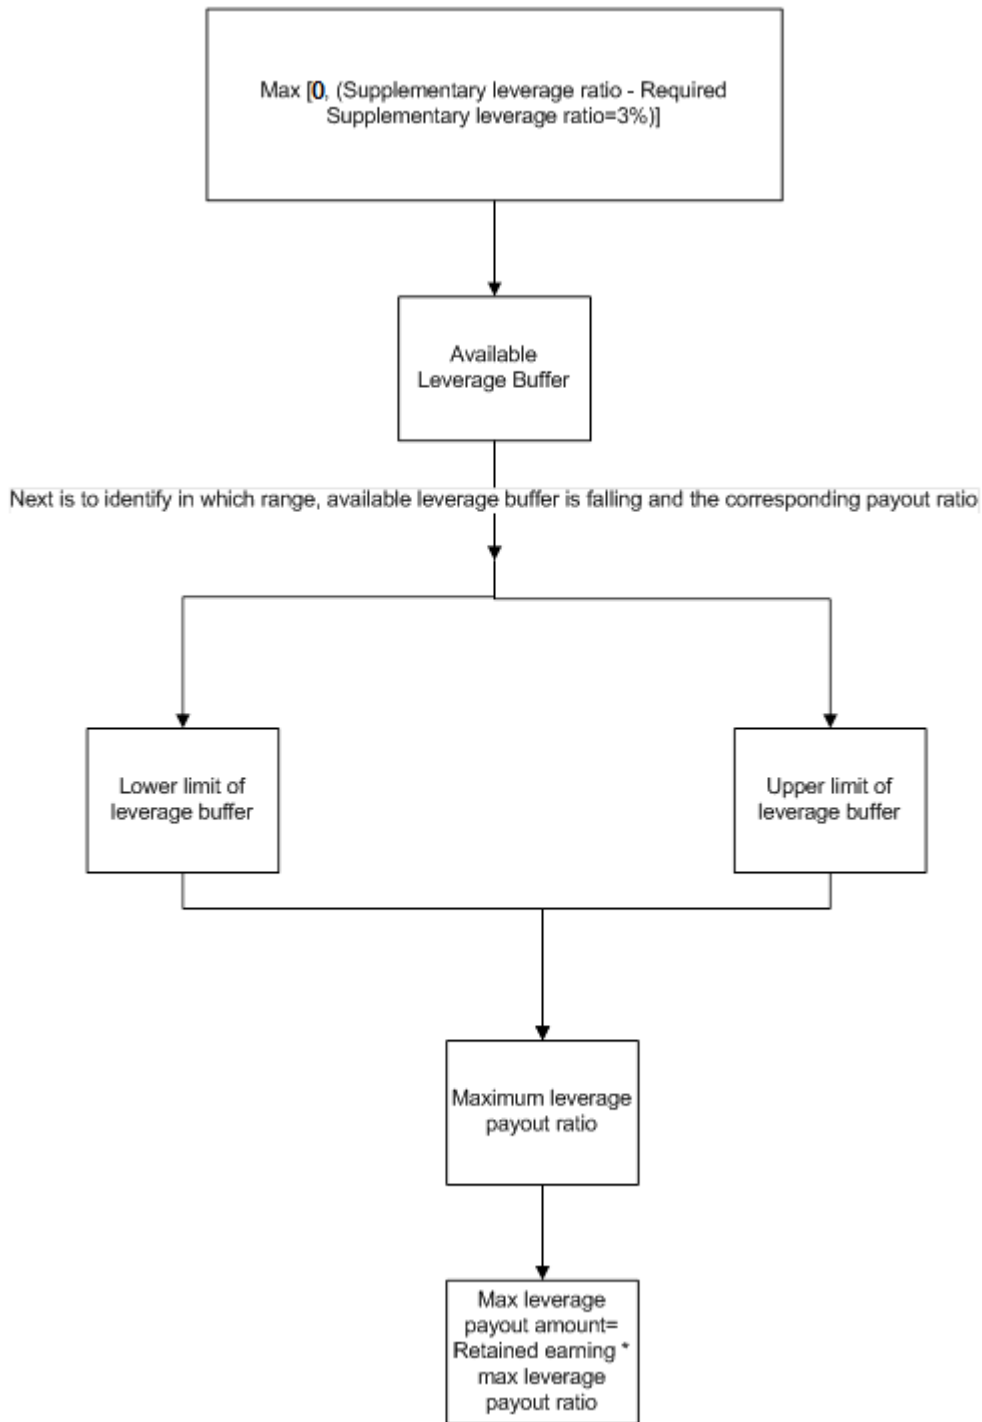 Max [0, (Supplementary leverage ratio - Required
Supplementary leverage ratio=3%)]
Available
Leverage Buffer
Next is to identify in which range, available leverage buffer is falling and the corresponding payout ratio
Lower limit of
leverage buffer
Upper limit of
leverage buffer
Maximum leverage
payout ratio
Max leverage
payout amount=
Retained earning *
max leverage
payout ratio